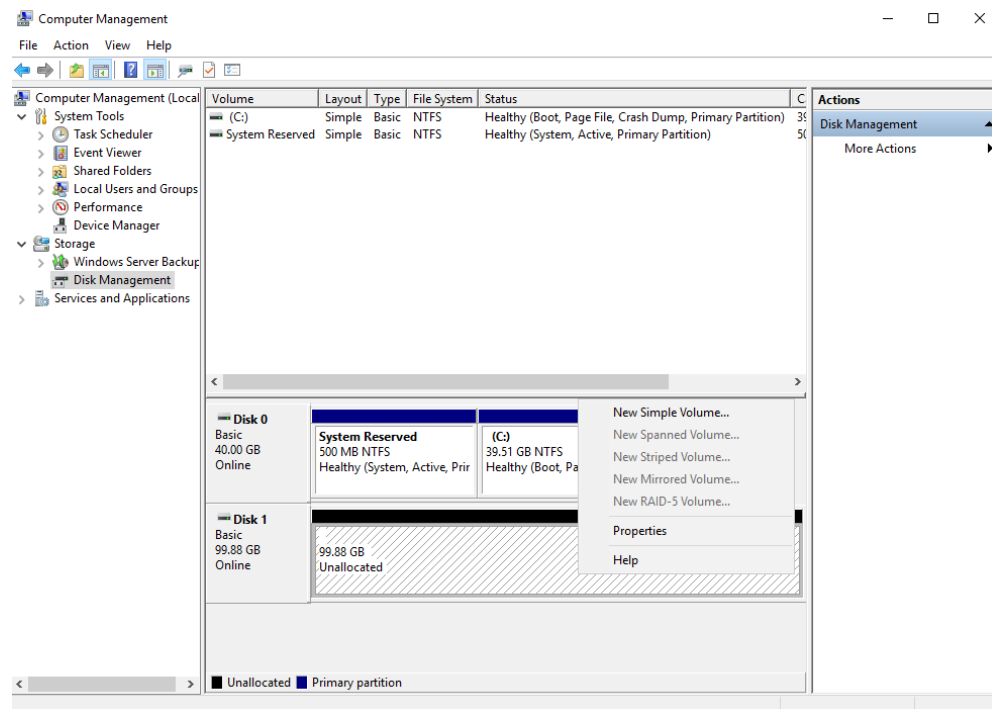 Computer Management
File Action View Help
Computer Management (Local
System Tools
Task Scheduler
Event Viewer
Shared Folders
Local Users and Groups
Performance
Device Manager
Storage
Windows Server Backup
Disk Management
Services and Applications
Volume Layout Type File System Status C
(C:) Simple Basic NTFS Healthy (Boot, Page File, Crash Dump, Primary Partition) 39
System Reserved Simple Basic NTFS Healthy (System, Active, Primary Partition) 50
Actions
Disk Management
More Actions
Disk 0
Basic
40.00 GB
Online
System Reserved
500 MB NTFS
Healthy (System, Active, Prir
(C:)
39.51 GB NTFS
Healthy (Boot, Pa
New Simple Volume...
New Spanned Volume...
New Striped Volume...
New Mirrored Volume...
New RAID-5 Volume...
Properties
Help
Disk 1
Basic
99.88 GB
Online
99.88 GB
Unallocated
Unallocated Primary partition